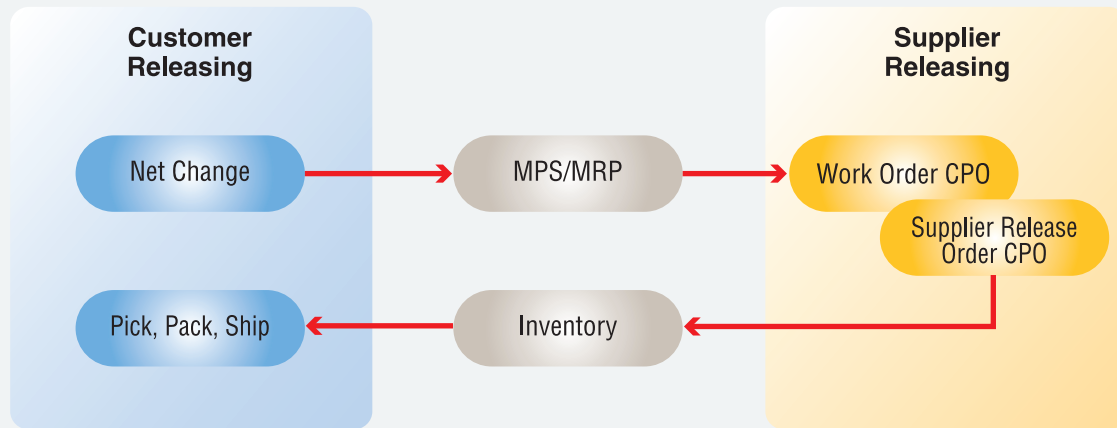 Customer
Releasing
Supplier
Releasing
Net Change
MPS/MRP
Work Order CPO
Supplier Release
Order CPO
Pick, Pack, Ship
Inventory